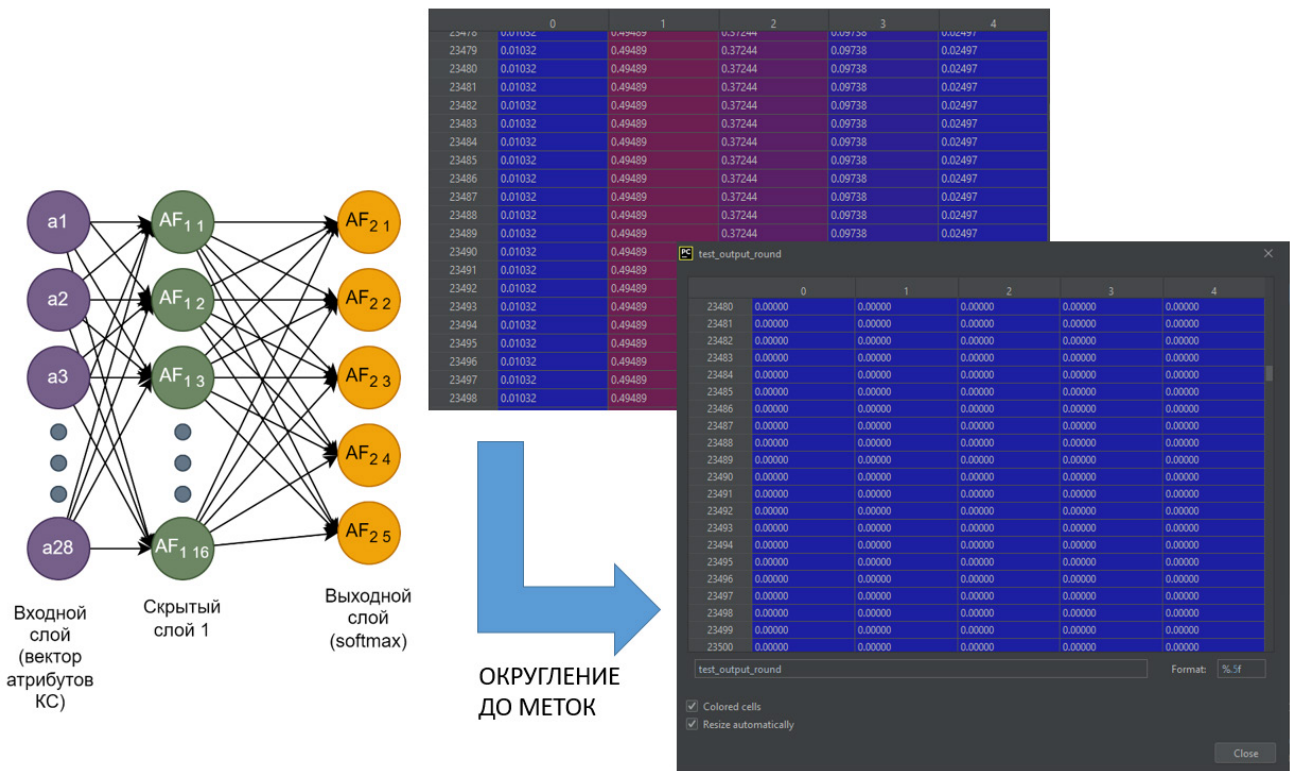 a1
a2
a3
a28
Входной
слой
(вектор
атрибутов
КС)
AF1 1
AF1 2
AF1 3
AF1 16
Скрытый
слой 1
AF2 1
AF2 2
AF2 3
AF2 4
AF2 5
Выходной
слой
(softmax)
0 1 2 3 4
23478 0.01032 0.49489 0.37244 0.09738 0.02497
23479 0.01032 0.49489 0.37244 0.09738 0.02497
23480 0.01032 0.49489 0.37244 0.09738 0.02497
23481 0.01032 0.49489 0.37244 0.09738 0.02497
23482 0.01032 0.49489 0.37244 0.09738 0.02497
23483 0.01032 0.49489 0.37244 0.09738 0.02497
23484 0.01032 0.49489 0.37244 0.09738 0.02497
23485 0.01032 0.49489 0.37244 0.09738 0.02497
23486 0.01032 0.49489 0.37244 0.09738 0.02497
23487 0.01032 0.49489 0.37244 0.09738 0.02497
23488 0.01032 0.49489 0.37244 0.09738 0.02497
23489 0.01032 0.49489 0.37244 0.09738 0.02497
23490 0.01032 0.49489
23491 0.01032 0.49489
23492 0.01032 0.49489
23493 0.01032 0.49489
23494 0.01032 0.49489
23495 0.01032 0.49489
23496 0.01032 0.49489
23497 0.01032 0.49489
23498 0.01032 0.49489
ОКРУГЛЕНИЕ
ДО МЕТОК
PC test_output_round
0 1 2 3 4
23480 0.00000 0.00000 0.00000 0.00000 0.00000
23481 0.00000 0.00000 0.00000 0.00000 0.00000
23482 0.00000 0.00000 0.00000 0.00000 0.00000
23483 0.00000 0.00000 0.00000 0.00000 0.00000
23484 0.00000 0.00000 0.00000 0.00000 0.00000
23485 0.00000 0.00000 0.00000 0.00000 0.00000
23486 0.00000 0.00000 0.00000 0.00000 0.00000
23487 0.00000 0.00000 0.00000 0.00000 0.00000
23488 0.00000 0.00000 0.00000 0.00000 0.00000
23489 0.00000 0.00000 0.00000 0.00000 0.00000
23490 0.00000 0.00000 0.00000 0.00000 0.00000
23491 0.00000 0.00000 0.00000 0.00000 0.00000
23492 0.00000 0.00000 0.00000 0.00000 0.00000
23493 0.00000 0.00000 0.00000 0.00000 0.00000
23494 0.00000 0.00000 0.00000 0.00000 0.00000
23495 0.00000 0.00000 0.00000 0.00000 0.00000
23496 0.00000 0.00000 0.00000 0.00000 0.00000
23497 0.00000 0.00000 0.00000 0.00000 0.00000
23498 0.00000 0.00000 0.00000 0.00000 0.00000
23499 0.00000 0.00000 0.00000 0.00000 0.00000
23500 0.00000 0.00000 0.00000 0.00000 0.00000
test_output_round Format: %.5f
Colored cells
Resize automatically
Close